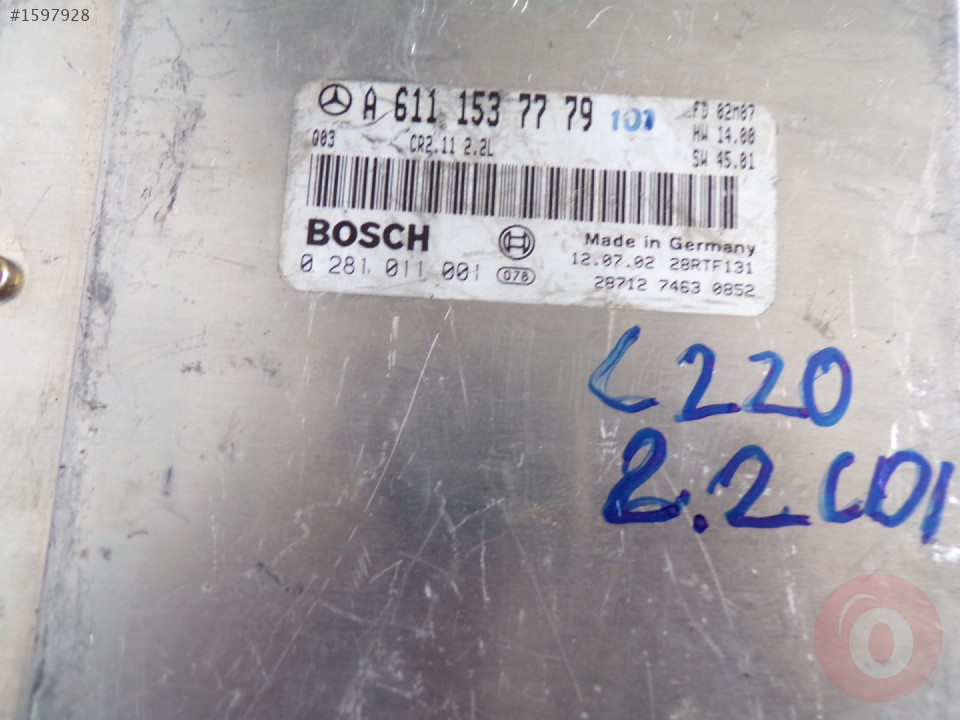 #1597928
A 611 153 77 79 101
FD 02M07
HW 14.00
SW 45.01
Q03 CR2.11 2.2L
BOSCH
Made in Germany
0 281 011 001 078
12.07.02 28RTF131
28712 7463 0852
C220
2.2 CDI